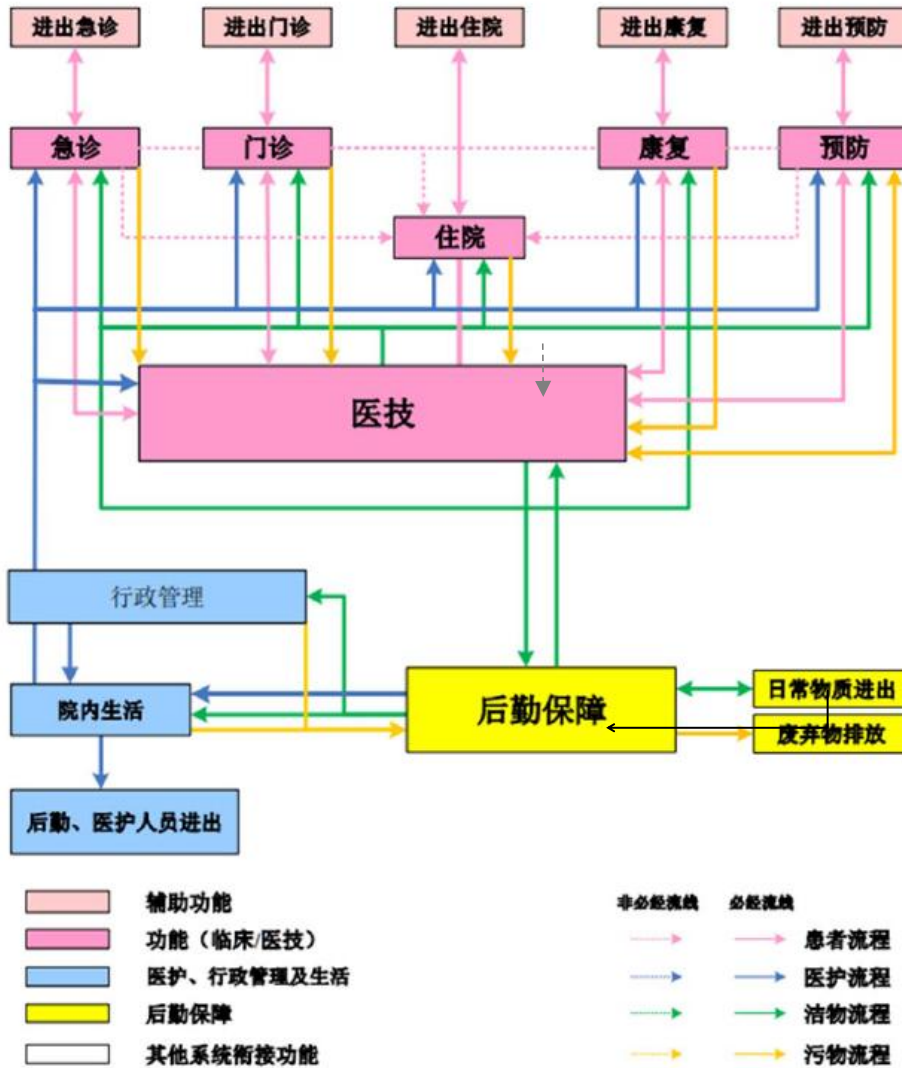 进出急诊 进出门诊 进出住院 进出康复 进出预防
急诊 门诊 康复 预防
住院
医技
行政管理
院内生活 后勤保障 日常物质进出
废弃物排放
后勤、医护人员进出
辅助功能 非必经流线 必经流线
功能（临床/医技） 患者流程
医护、行政管理及生活 医护流程
后勤保障 洁物流程
其他系统衔接功能 污物流程